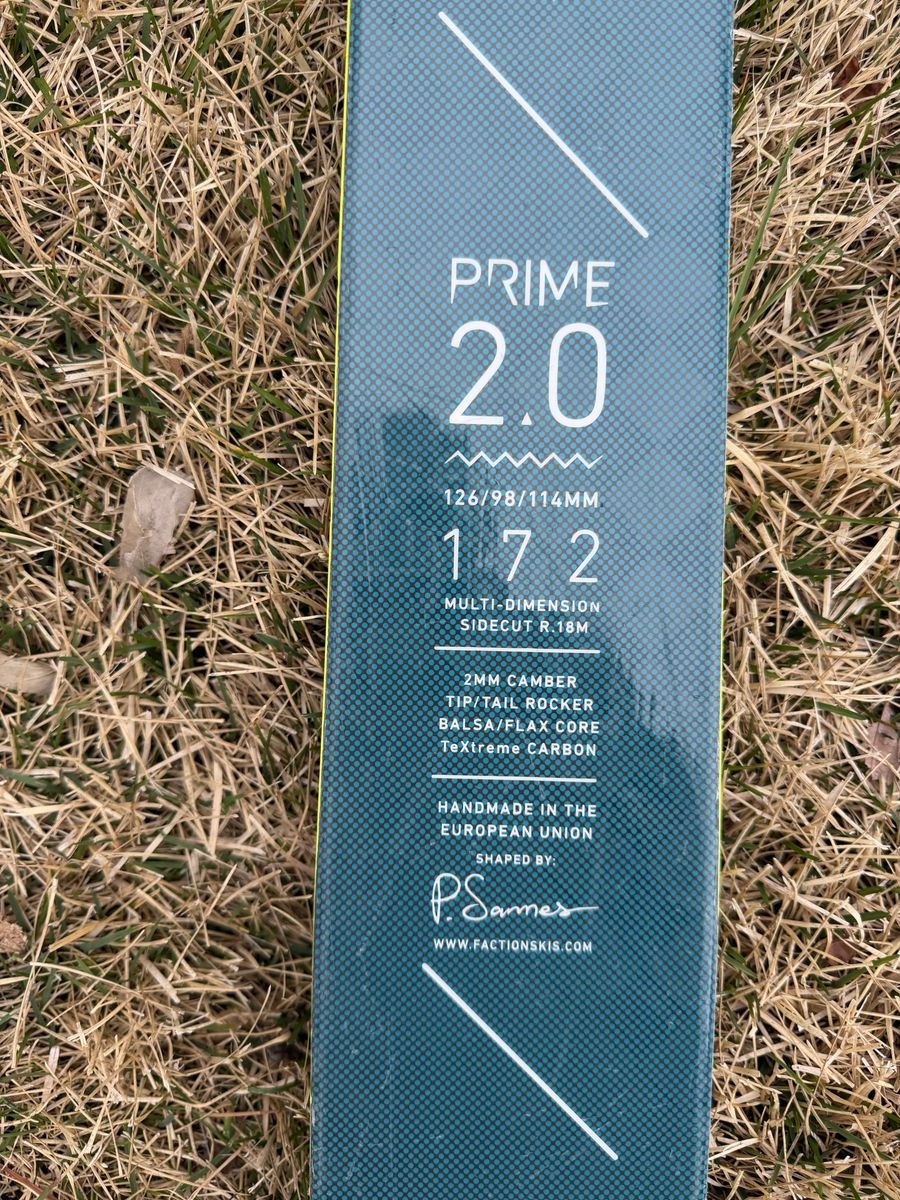 PRIME
2.0
126/98/114MM
172
MULTI-DIMENSION
SIDECUT R.18M
2MM CAMBER
TIP/TAIL ROCKER
BALSA/FLAX CORE
TeXtreme CARBON
HANDMADE IN THE
EUROPEAN UNION
SHAPED BY:
P. Sannes
WWW.FACTIONSKIS.COM